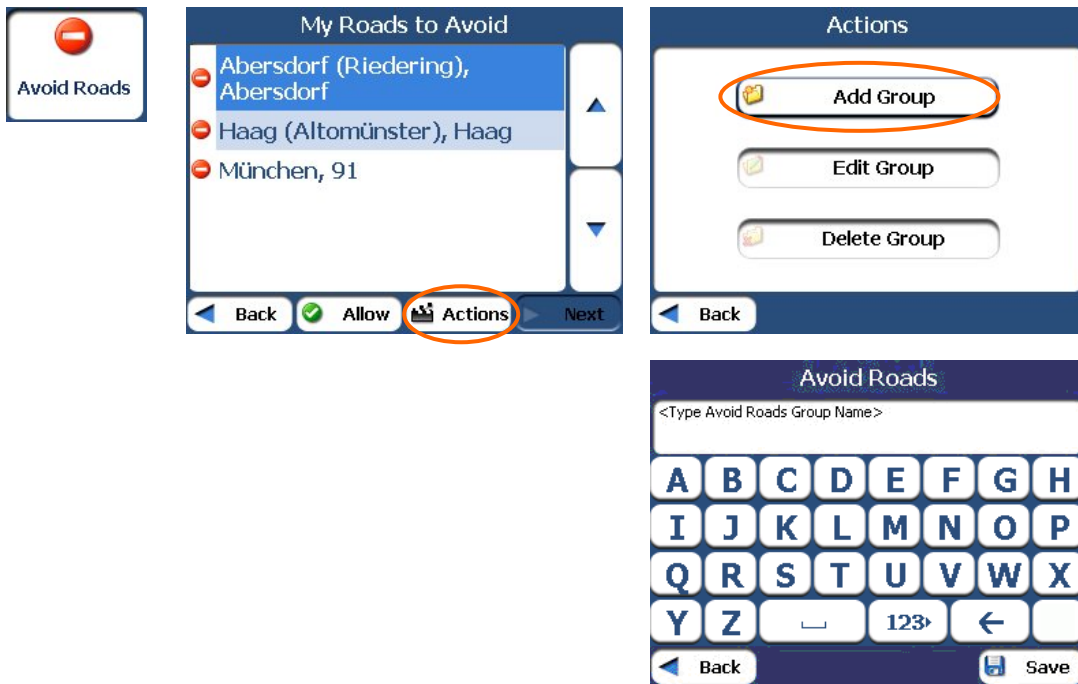 Avoid Roads
My Roads to Avoid
Abersdorf (Riedering),
Abersdorf
Haag (Altomünster), Haag
München, 91
Back
Allow
Actions
Next
Actions
Add Group
Edit Group
Delete Group
Back
Avoid Roads
<Type Avoid Roads Group Name>
A B C D E F G H
I J K L M N O P
Q R S T U V W X
Y Z 123
Back
Save